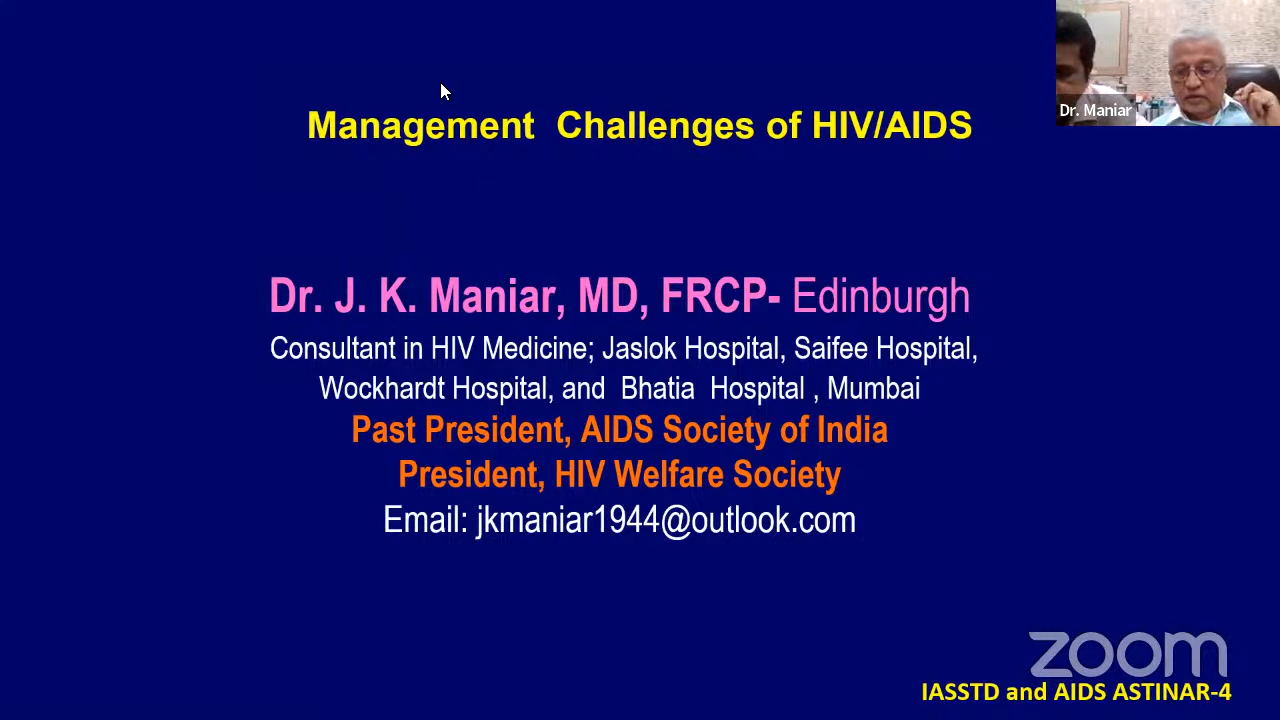 Management Challenges of HIV/AIDS
Dr. Maniar
Dr. J. K. Maniar, MD, FRCP- Edinburgh
Consultant in HIV Medicine; Jaslok Hospital, Saifee Hospital,
Wockhardt Hospital, and Bhatia Hospital , Mumbai
Past President, AIDS Society of India
President, HIV Welfare Society
Email: jkmaniar1944@outlook.com
zoom
IASSTD and AIDS ASTINAR-4